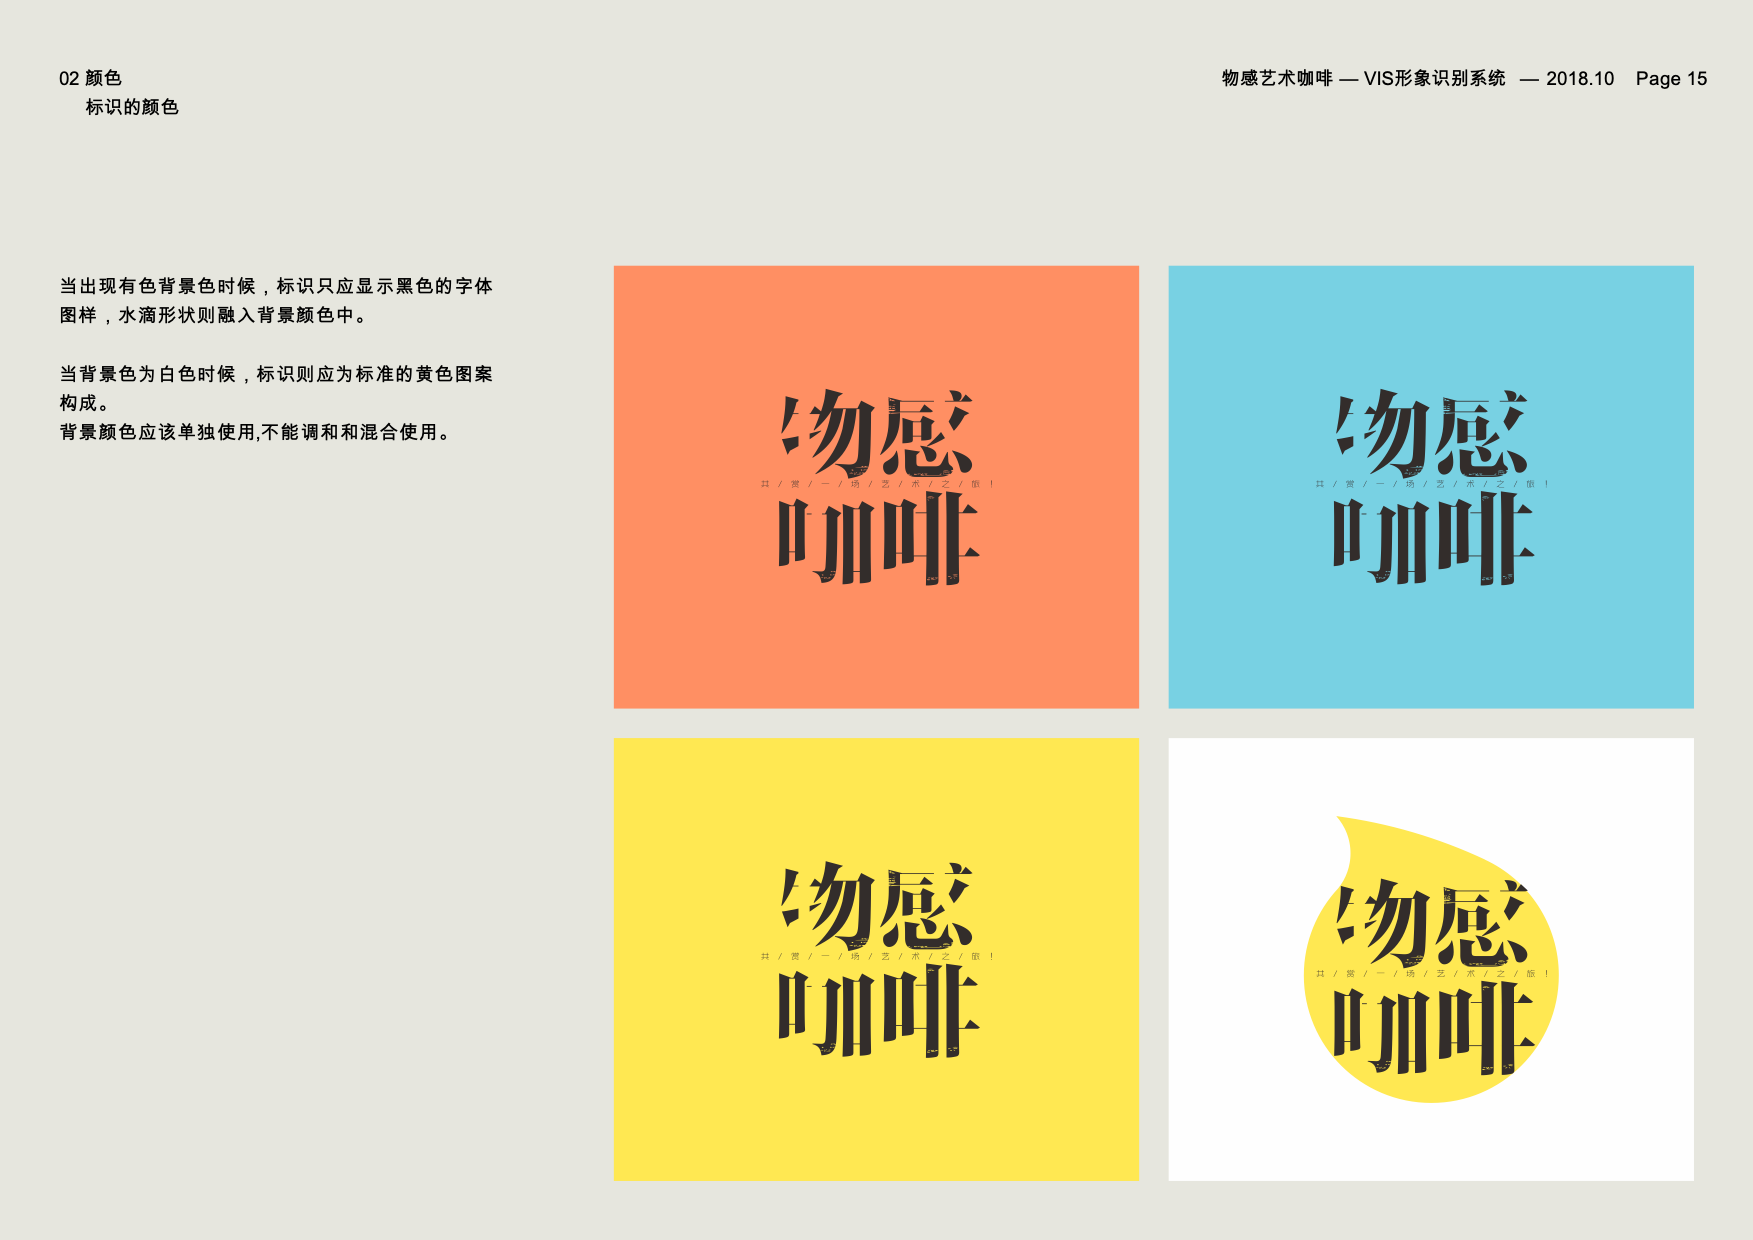 02 颜色
标识的颜色
物感艺术咖啡 — VIS形象识别系统 — 2018.10 Page 15
当出现有色背景色时候，标识只应显示黑色的字体
图样，水滴形状则融入背景颜色中。
当背景色为白色时候，标识则应为标准的黄色图案
构成。
背景颜色应该单独使用,不能调和和混合使用。
物感
共/赏/一/场/艺/术/之/旅!
咖啡
物感
共/赏/一/场/艺/术/之/旅!
咖啡
物感
共/赏/一/场/艺/术/之/旅!
咖啡
物感
共/赏/一/场/艺/术/之/旅!
咖啡